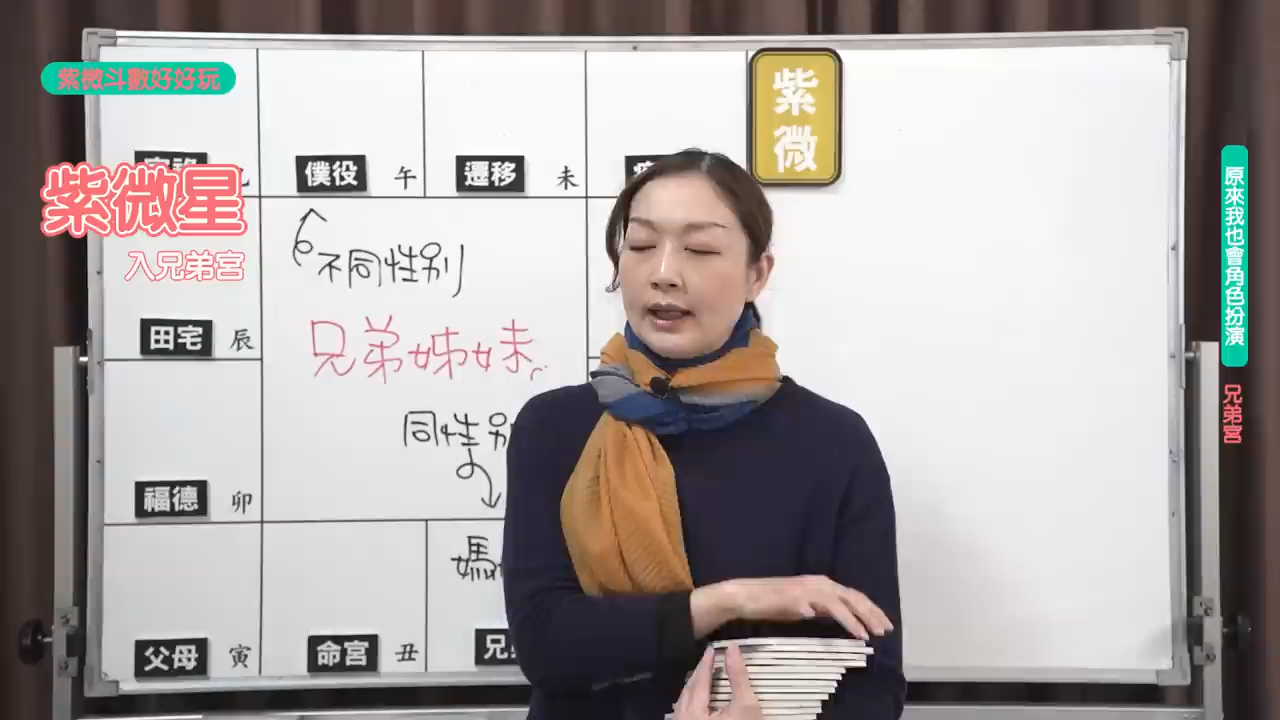 紫微斗數好好玩
紫微
僕役
午
遷移
未
紫微星
入兄弟宮
不同性別
原來我也會角色扮演
兄弟宮
田宅
辰
兄弟姊妹
同性別
福德
卯
媽
父母
寅
命宮
丑
兄